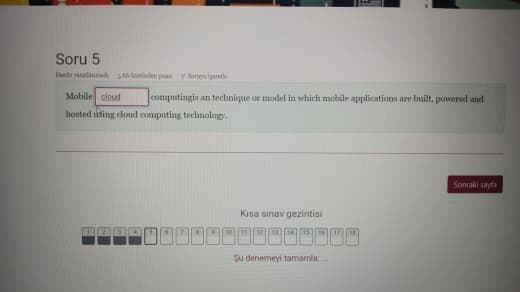 Soru 5
Henüz yanıtlanmadı 5,66 üzerinden puan Soruyu işaretle
Mobile cloud computingis an technique or model in which mobile applications are built, powered and
hosted using cloud computing technology.
Sonraki sayfa
Kısa sınav gezintisi
1 2 3 4 5 6 7 8 9 10 11 12 13 14 15 16 17 18
Şu denemeyi tamamla: ...